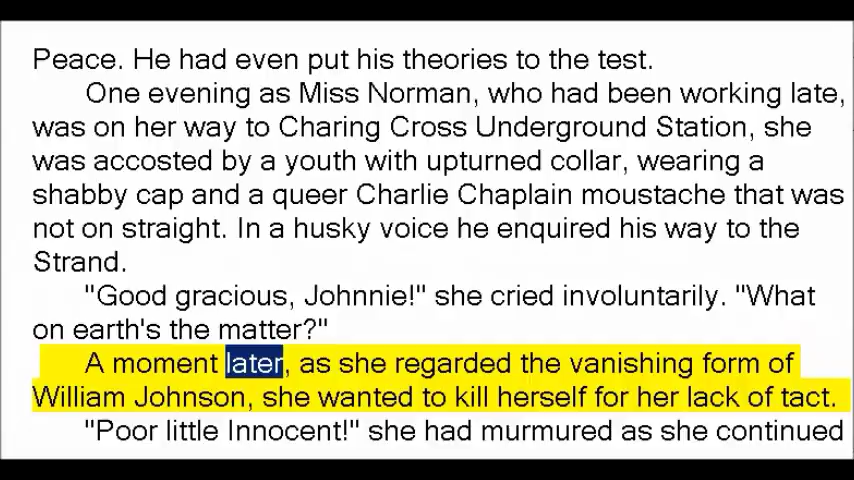 Peace. He had even put his theories to the test.
One evening as Miss Norman, who had been working late,
was on her way to Charing Cross Underground Station, she
was accosted by a youth with upturned collar, wearing a
shabby cap and a queer Charlie Chaplain moustache that was
not on straight. In a husky voice he enquired his way to the
Strand.
"Good gracious, Johnnie!" she cried involuntarily. "What
on earth's the matter?"
A moment later, as she regarded the vanishing form of
William Johnson, she wanted to kill herself for her lack of tact.
"Poor little Innocent!" she had murmured as she continued